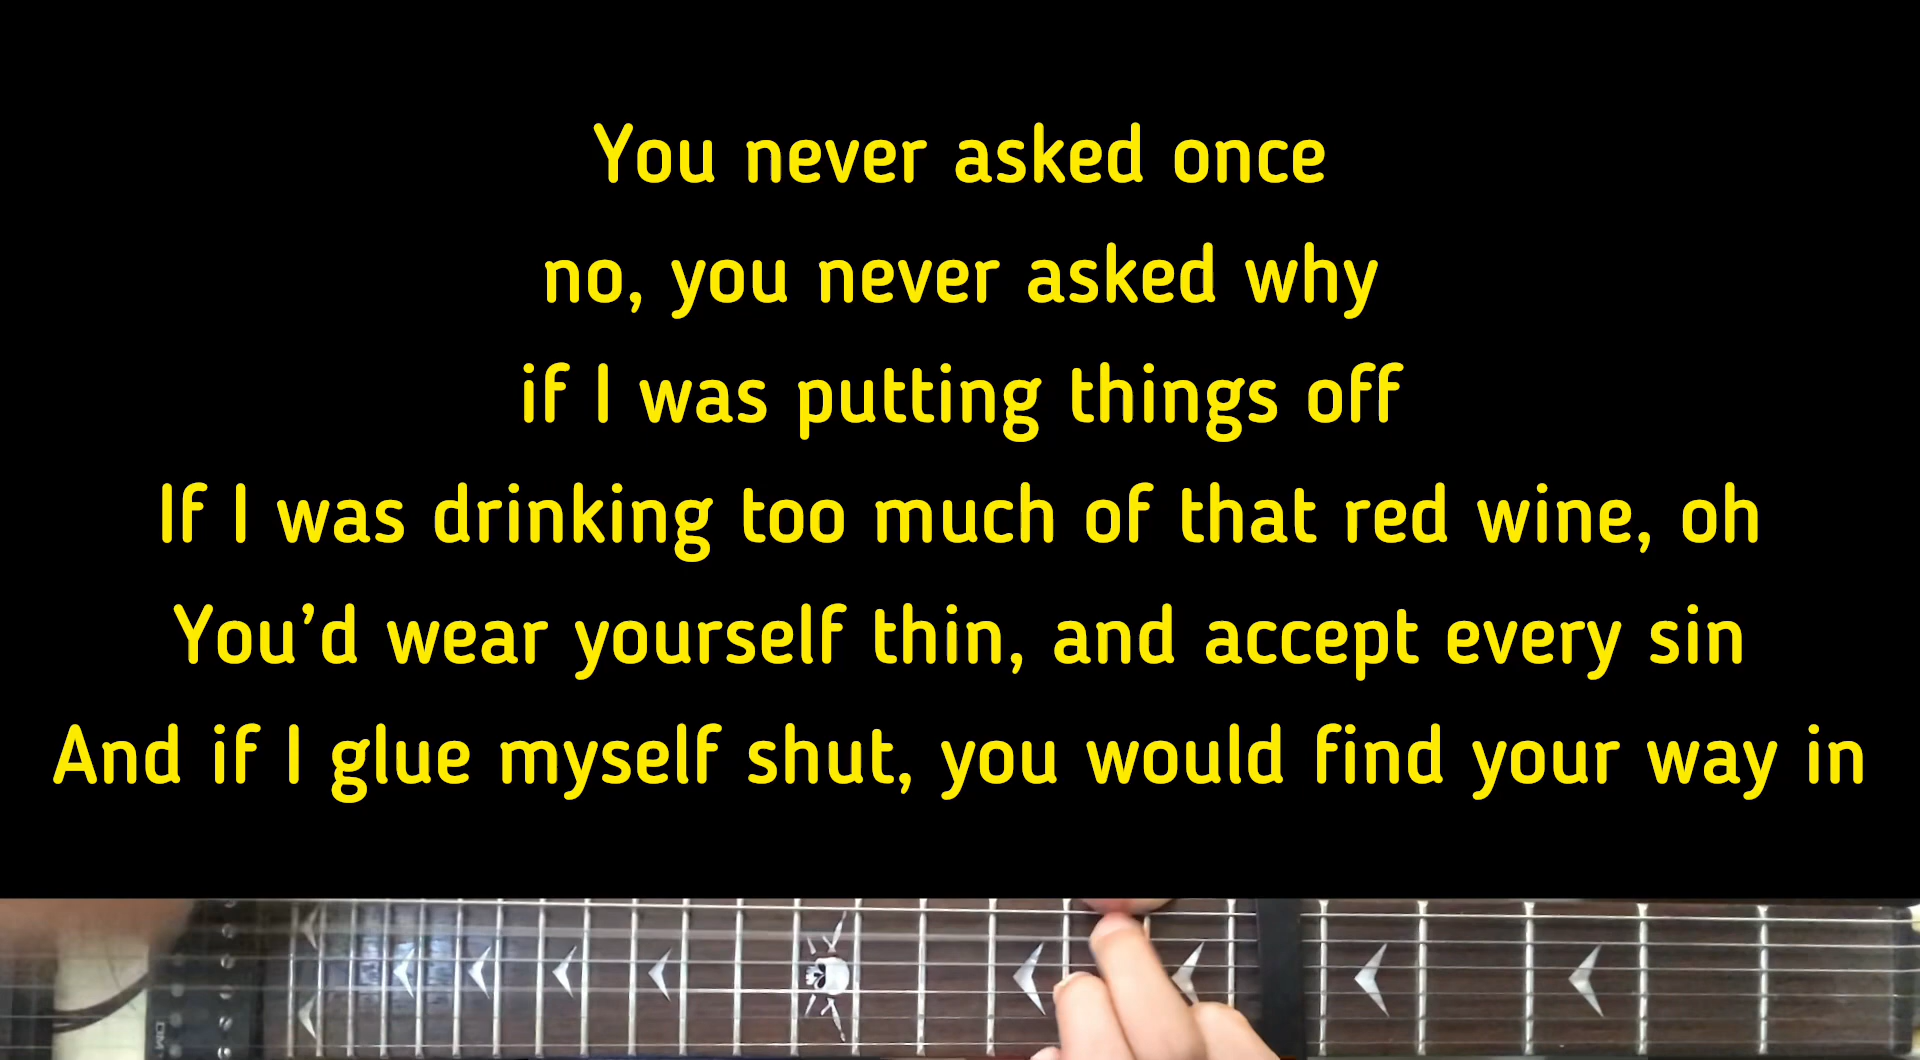 You never asked once
no, you never asked why
if I was putting things off
If I was drinking too much of that red wine, oh
You’d wear yourself thin, and accept every sin
And if I glue myself shut, you would find your way in